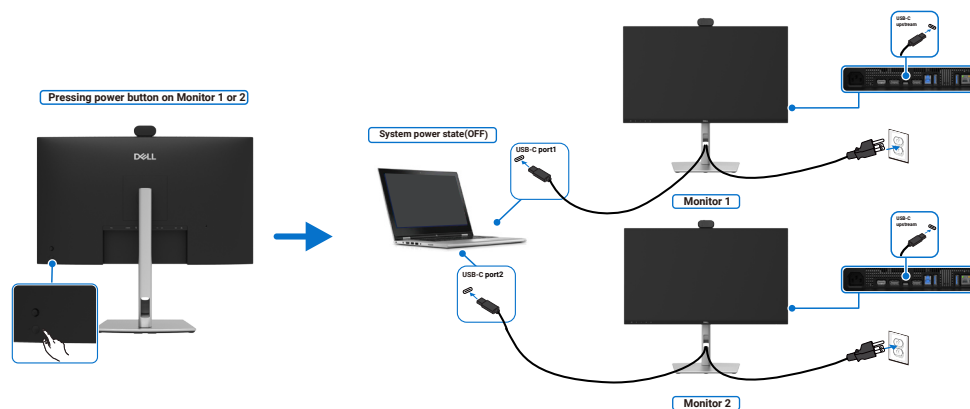 Pressing power button on Monitor 1 or 2
DELL
System power state(OFF)
USB-C port1
USB-C
upstream
Monitor 1
USB-C port2
USB-C
upstream
Monitor 2